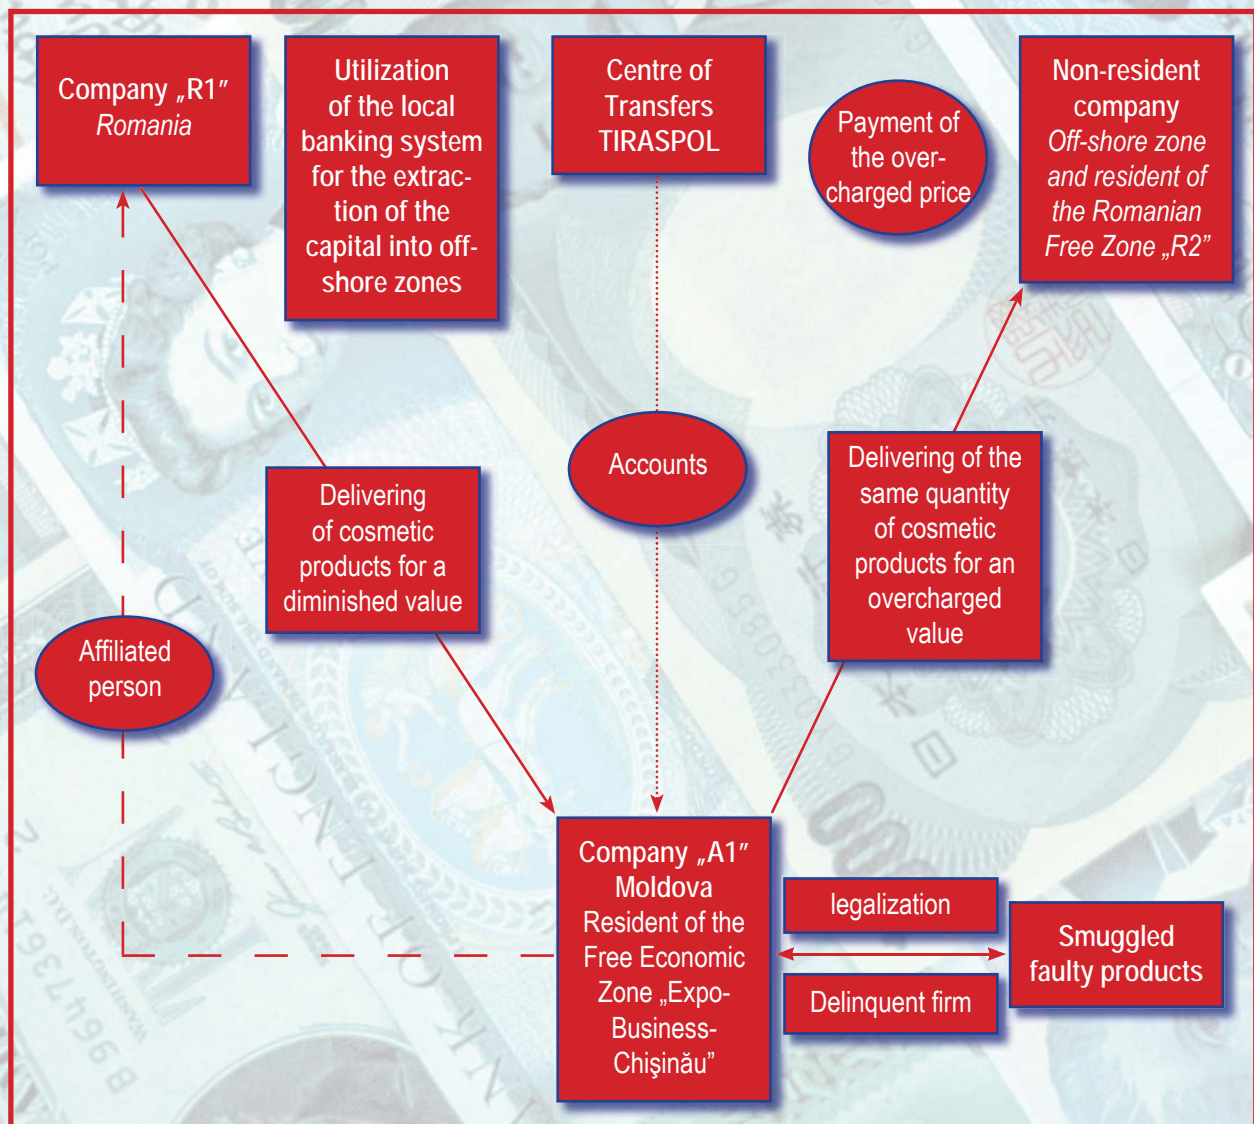 Company „R1”
Romania
Utilization
of the local
banking system
for the extrac-
tion of the
capital into off-
shore zones
Centre of
Transfers
TIRASPOL
Payment of
the over-
charged price
Non-resident
company
Off-shore zone
and resident of
the Romanian
Free Zone „R2”
Accounts
Delivering
of cosmetic
products for a
diminished value
Delivering of the
same quantity
of cosmetic
products for an
overcharged
value
Affiliated
person
Company „A1”
Moldova
Resident of the
Free Economic
Zone „Expo-
Business-
Chişinău”
legalization
Delinquent firm
Smuggled
faulty products